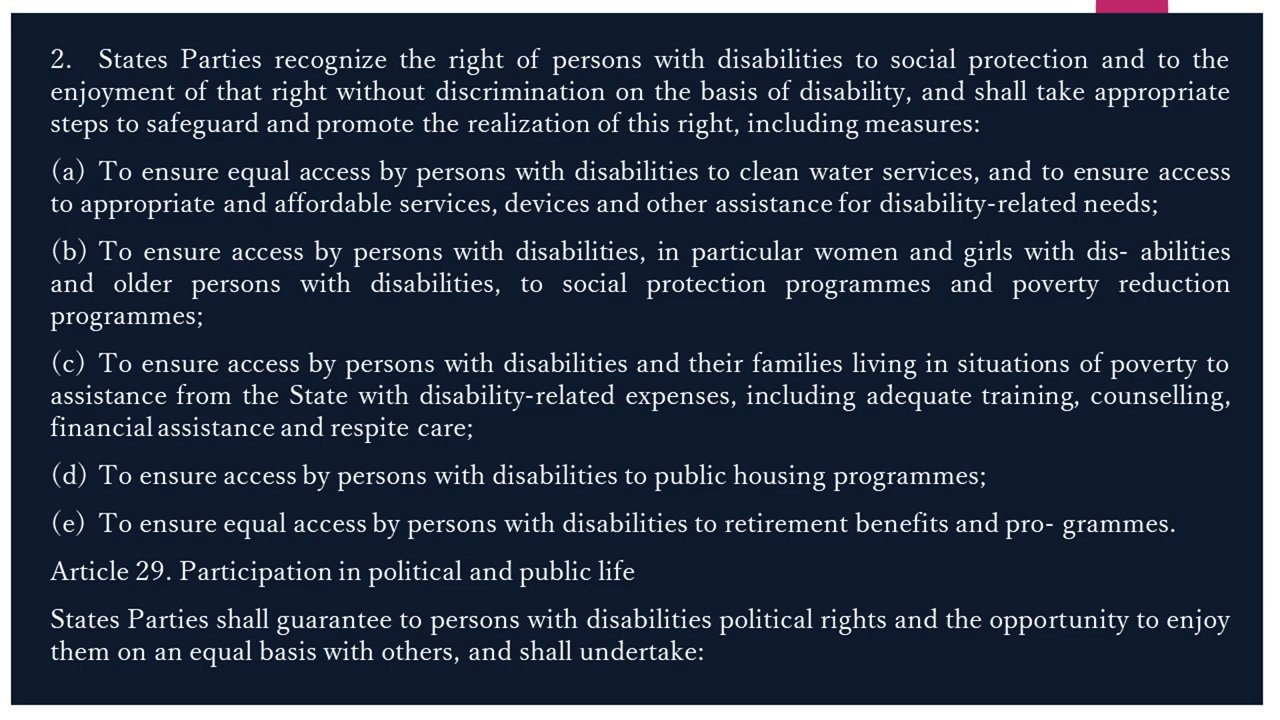 2. States Parties recognize the right of persons with disabilities to social protection and to the
enjoyment of that right without discrimination on the basis of disability, and shall take appropriate
steps to safeguard and promote the realization of this right, including measures:
(a) To ensure equal access by persons with disabilities to clean water services, and to ensure access
to appropriate and affordable services, devices and other assistance for disability-related needs;
(b) To ensure access by persons with disabilities, in particular women and girls with dis- abilities
and older persons with disabilities, to social protection programmes and poverty reduction
programmes;
(c) To ensure access by persons with disabilities and their families living in situations of poverty to
assistance from the State with disability-related expenses, including adequate training, counselling,
financial assistance and respite care;
(d) To ensure access by persons with disabilities to public housing programmes;
(e) To ensure equal access by persons with disabilities to retirement benefits and pro- grammes.
Article 29. Participation in political and public life
States Parties shall guarantee to persons with disabilities political rights and the opportunity to enjoy
them on an equal basis with others, and shall undertake: